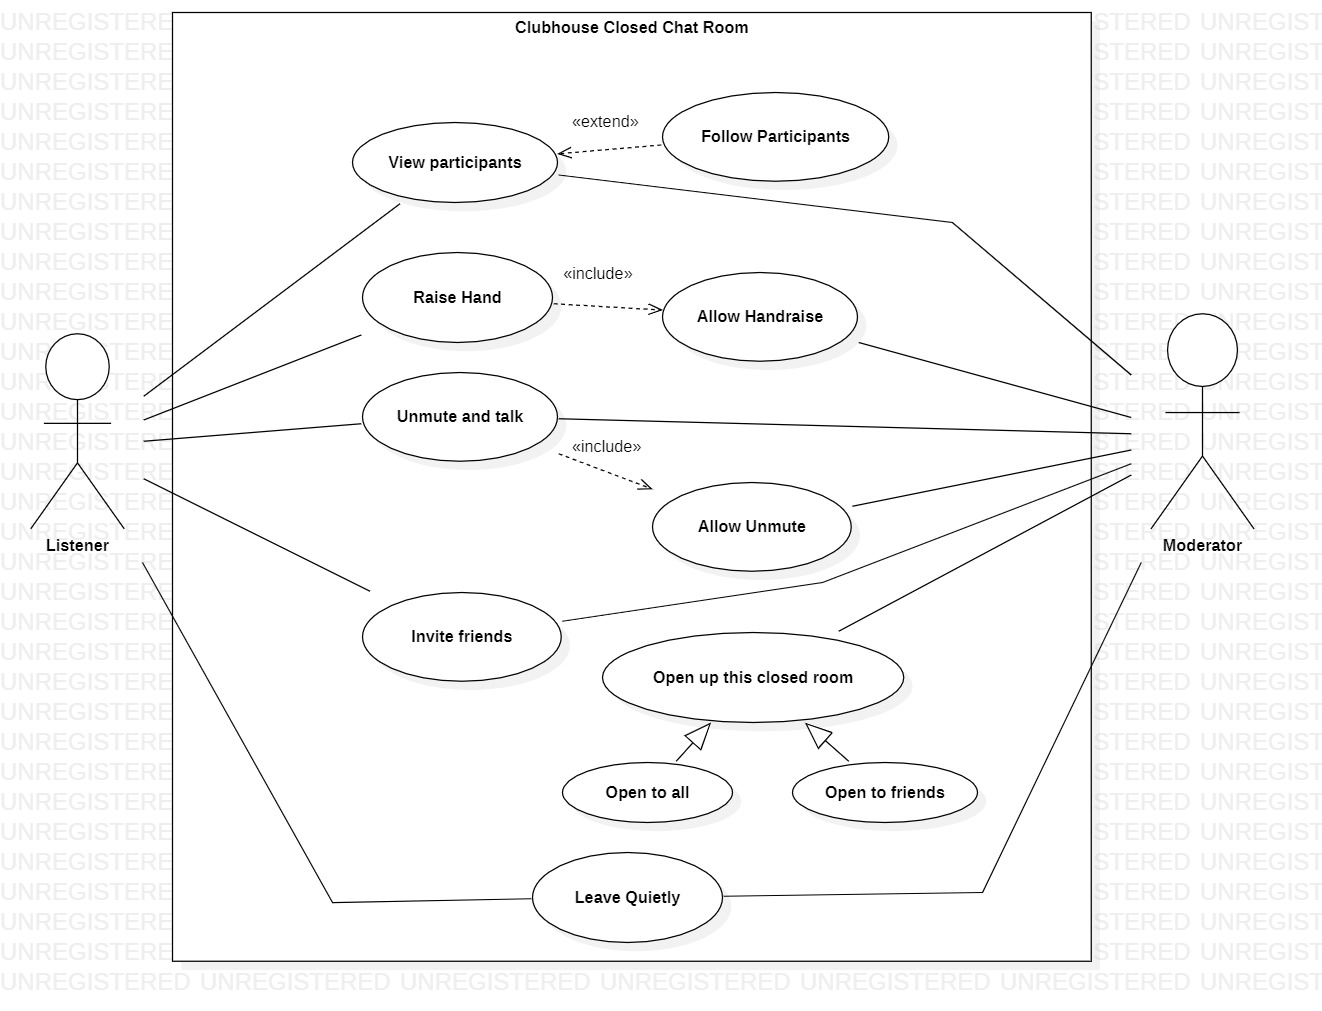 Clubhouse Closed Chat Room
«extend»
Follow Participants
View participants
«include»
Raise Hand
Allow Handraise
Unmute and talk
«include»
Allow Unmute
Listener
Moderator
Invite friends
Open up this closed room
Open to all
Open to friends
Leave Quietly
UNREGISTERED UNREGISTERED UNREGISTERED UNREGISTERED UNREGISTERED UNREGISTERED UNREGIST